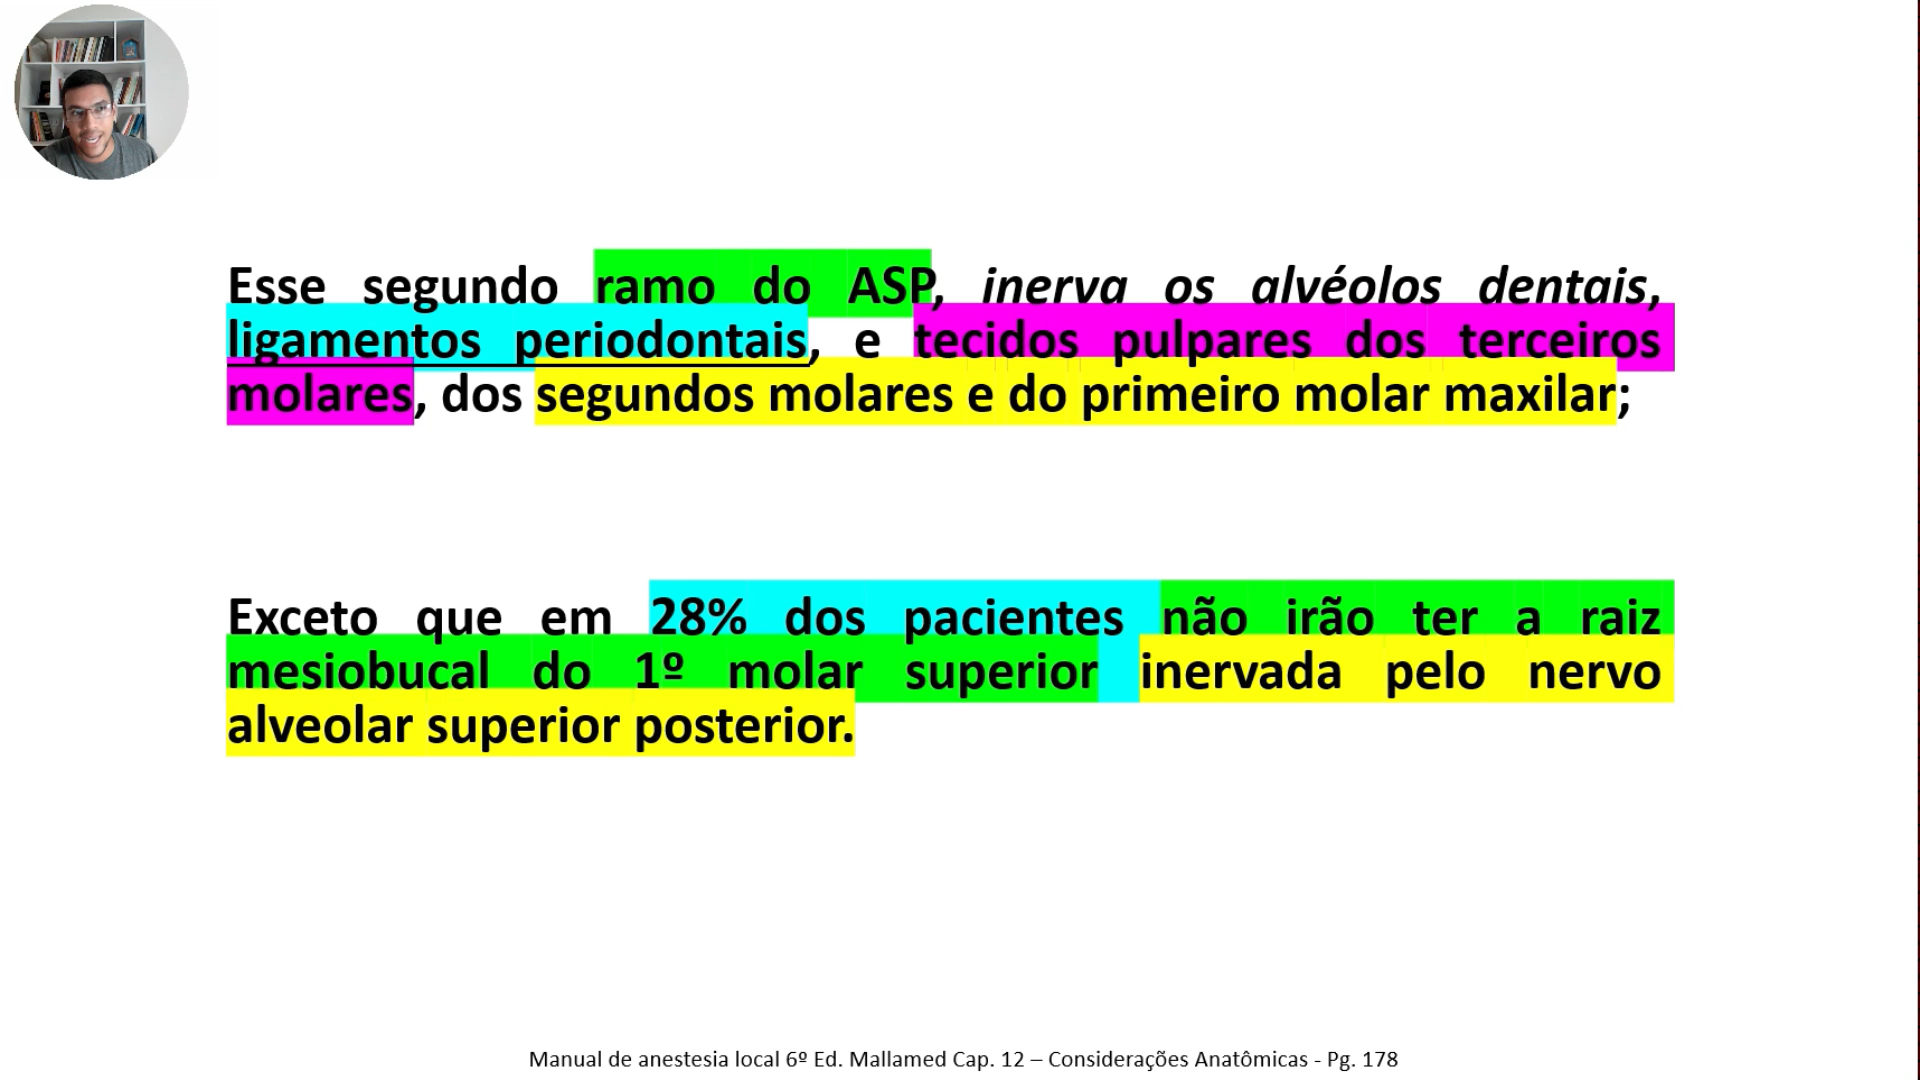 Esse segundo ramo do ASP, inerva os alvéolos dentais,
ligamentos periodontais, e tecidos pulpares dos terceiros
molares, dos segundos molares e do primeiro molar maxilar;
Exceto que em 28% dos pacientes não irão ter a raiz
mesiobucal do 1º molar superior inervada pelo nervo
alveolar superior posterior.
Manual de anestesia local 6º Ed. Mallamed Cap. 12 – Considerações Anatômicas - Pg. 178